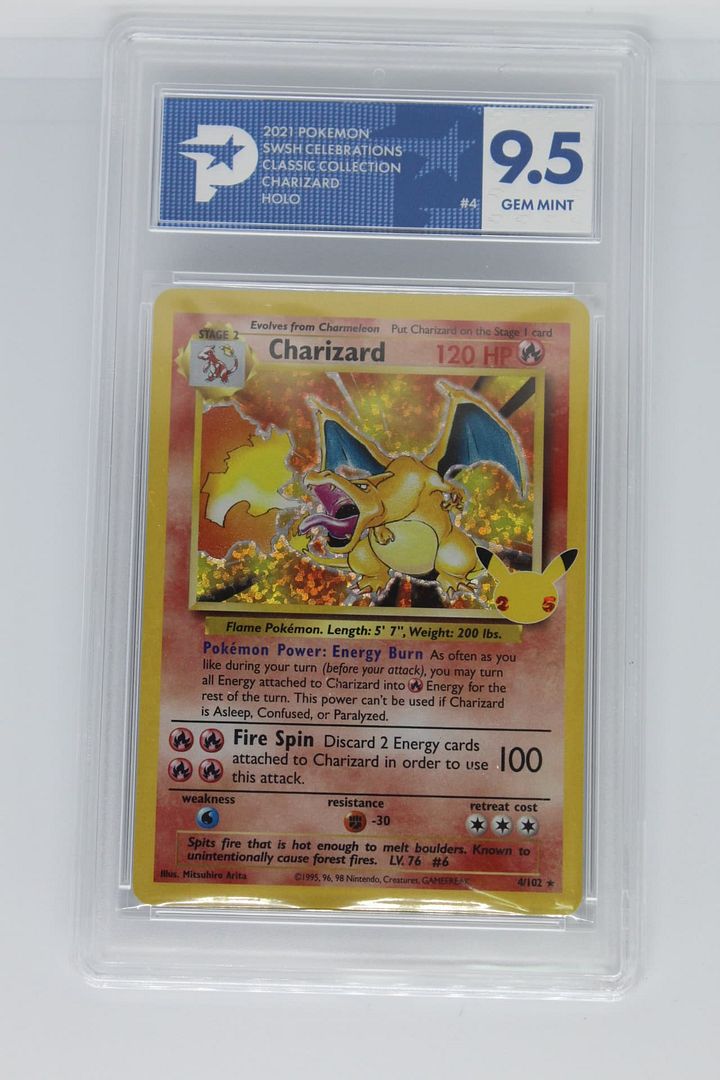 2021 POKEMON
SWSH CELEBRATIONS
CLASSIC COLLECTION
CHARIZARD
HOLO
#4
9.5
GEM MINT
STAGE 2
Evolves from Charmeleon Put Charizard on the Stage 1 card
Charizard 120 HP
2 5
Flame Pokémon. Length: 5' 7", Weight: 200 lbs.
Pokémon Power: Energy Burn As often as you
like during your turn (before your attack), you may turn
all Energy attached to Charizard into Energy for the
rest of the turn. This power can't be used if Charizard
is Asleep, Confused, or Paralyzed.
Fire Spin Discard 2 Energy cards
attached to Charizard in order to use 100
this attack.
weakness resistance retreat cost
-30
Spits fire that is hot enough to melt boulders. Known to
unintentionally cause forest fires. LV. 76 #6
Illus. Mitsuhiro Arita ©1995, 96, 98 Nintendo, Creatures, GAMEFREAK 4/102 ★